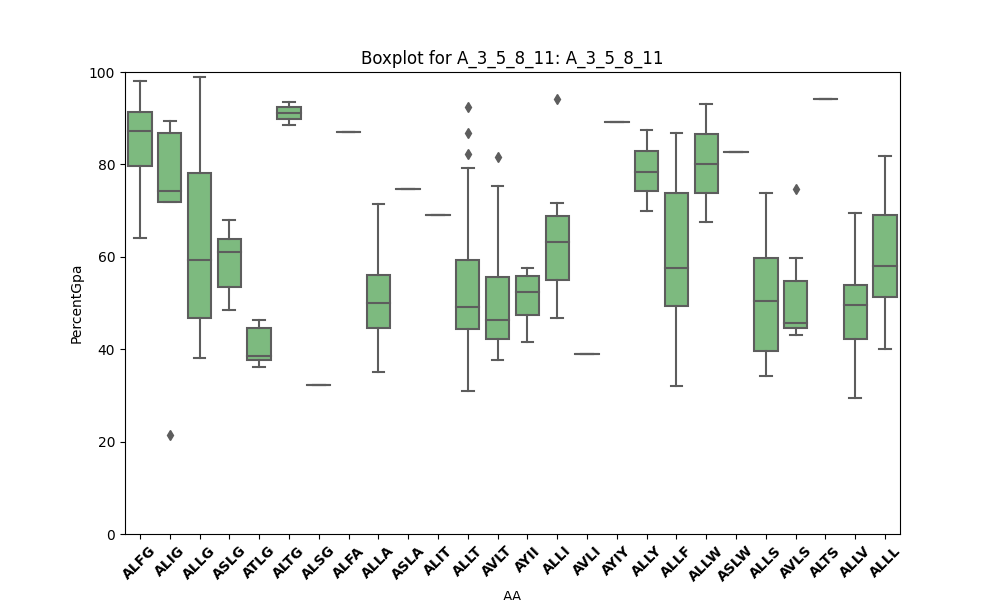 Boxplot for A_3_5_8_11: A_3_5_8_11
100
80
60
40
20
0
PercentGpa
ALFG ALIG ALLG ASLG ATLG ALTG ALSG ALFA ALLA ASLA ALIT ALLT AVLT AYII ALLI AVLI AYIY ALLY ALLF ALLW ASLW ALLS AVLS ALTS ALLV ALLL
AA